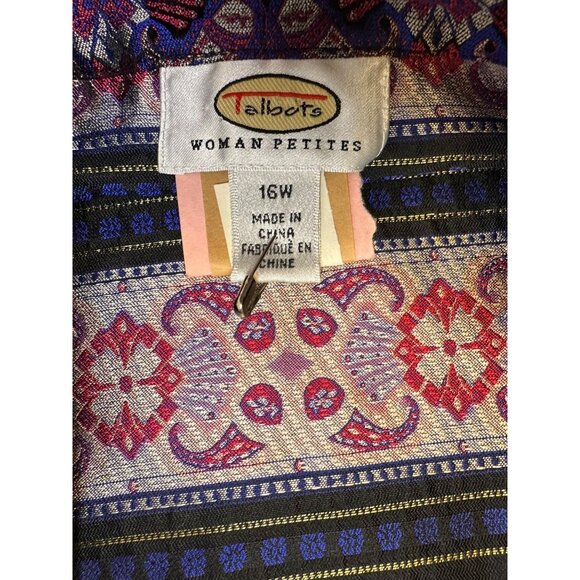 Talbots
WOMAN PETITES
16W
MADE IN
CHINA
FABRIQUÉ EN
CHINE